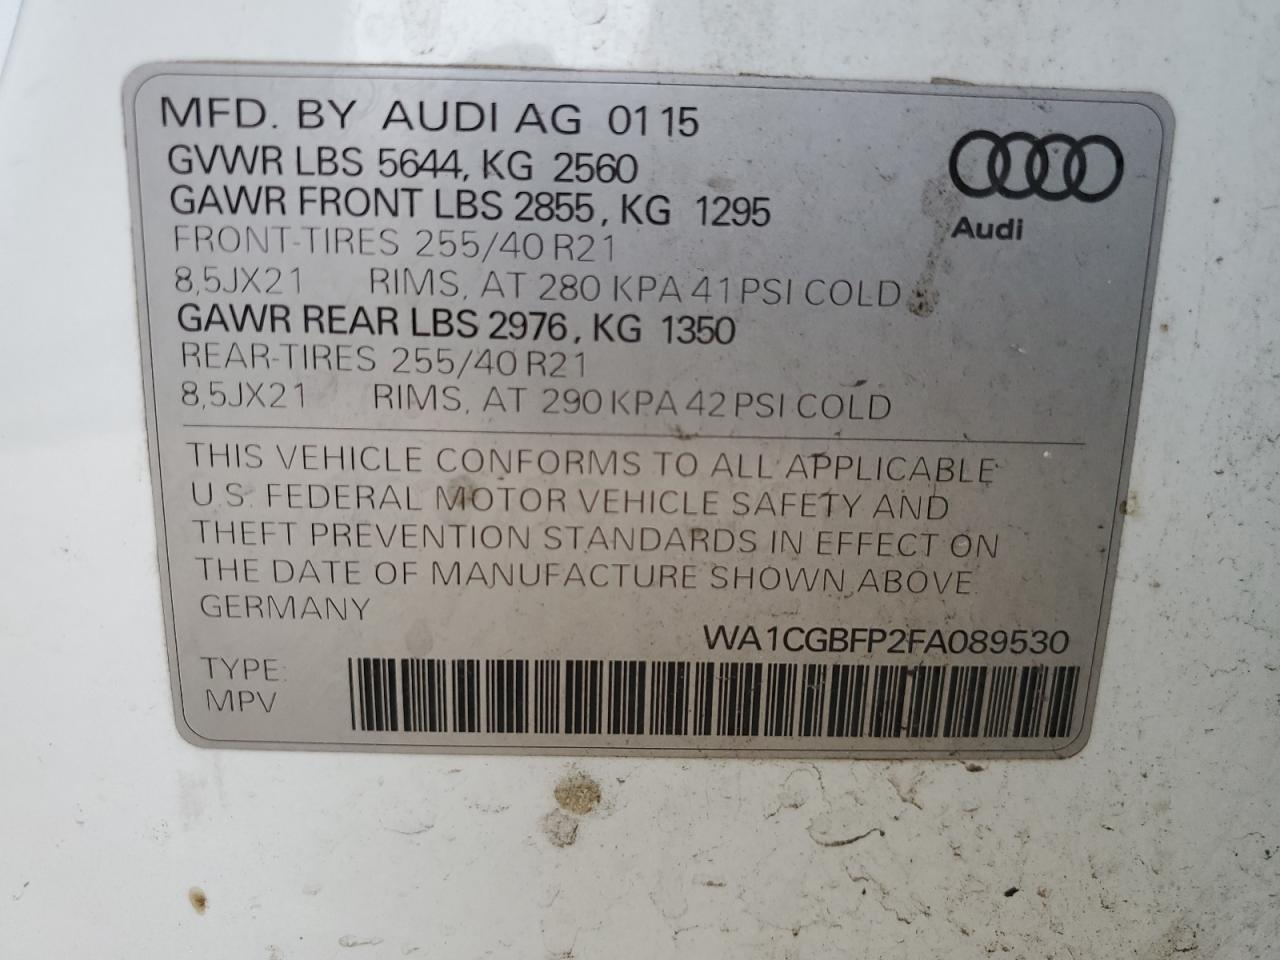 MFD. BY AUDI AG 01 15
GVWR LBS 5644, KG 2560
GAWR FRONT LBS 2855, KG 1295
FRONT-TIRES 255/40 R21
8,5JX21 RIMS, AT 280 KPA 41 PSI COLD
GAWR REAR LBS 2976, KG 1350
REAR-TIRES 255/40 R21
8,5JX21 RIMS, AT 290 KPA 42 PSI COLD
Audi
THIS VEHICLE CONFORMS TO ALL APPLICABLE
U.S. FEDERAL MOTOR VEHICLE SAFETY AND
THEFT PREVENTION STANDARDS IN EFFECT ON
THE DATE OF MANUFACTURE SHOWN ABOVE.
GERMANY
WA1CGBFP2FA089530
TYPE:
MPV